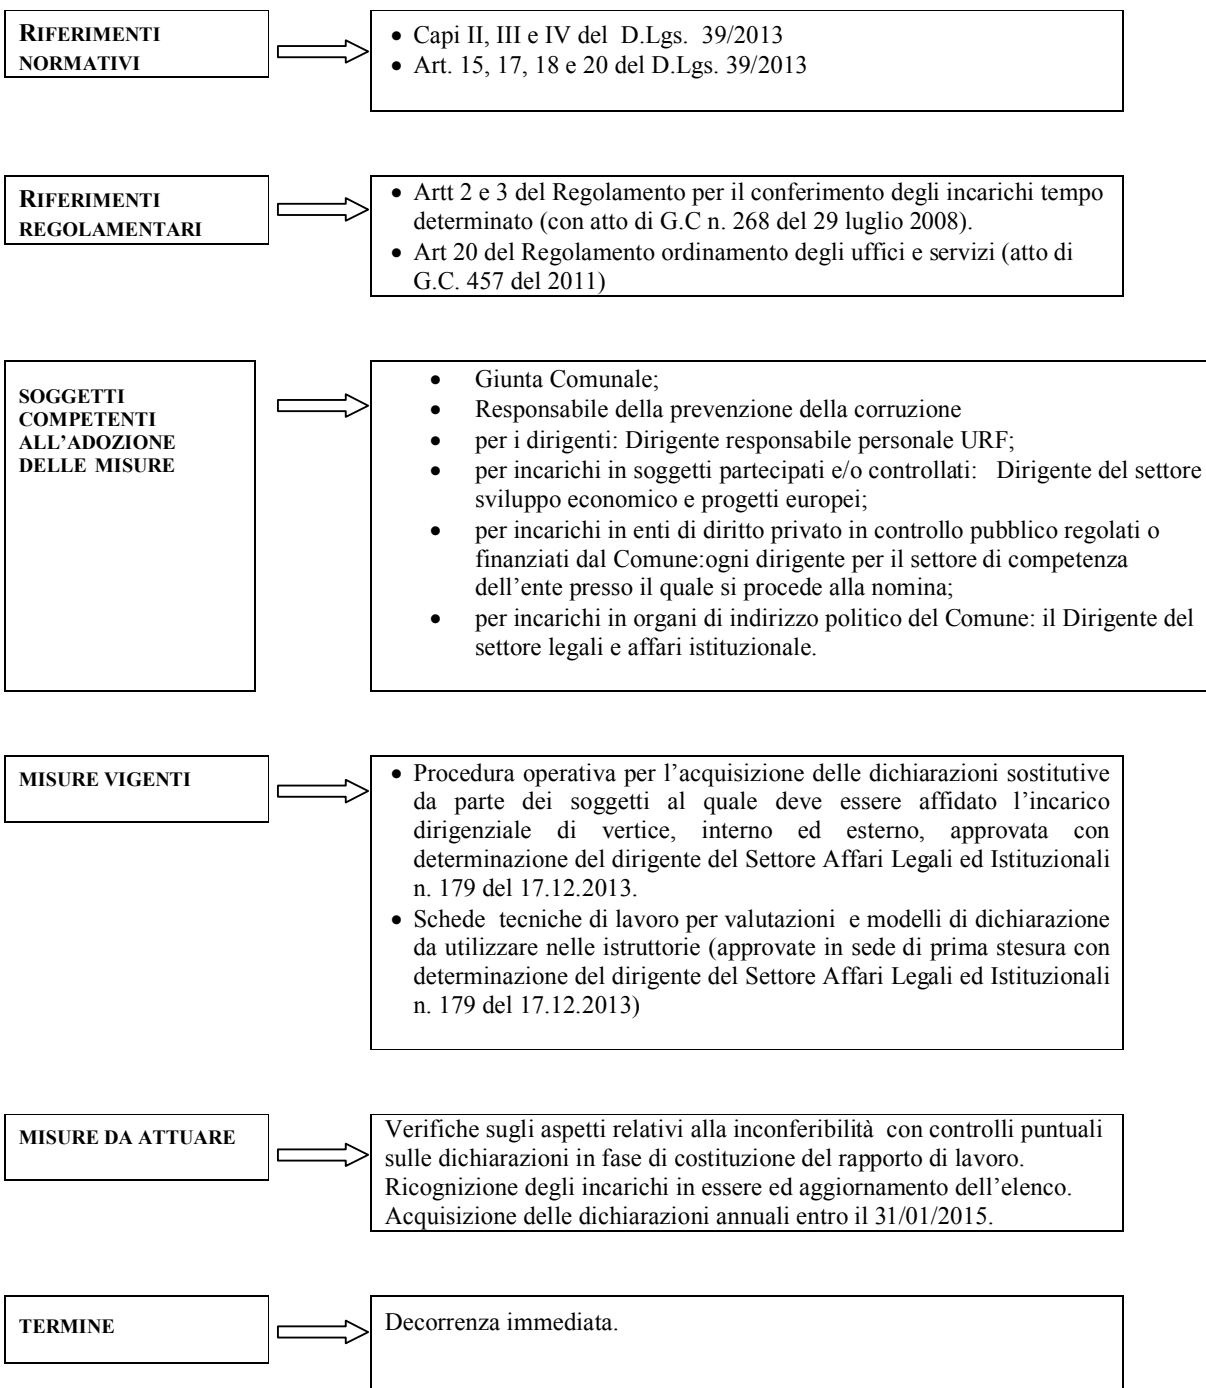 RIFERIMENTI
NORMATIVI
• Capi II, III e IV del D.Lgs. 39/2013
• Art. 15, 17, 18 e 20 del D.Lgs. 39/2013
RIFERIMENTI
REGOLAMENTARI
• Artt 2 e 3 del Regolamento per il conferimento degli incarichi tempo
determinato (con atto di G.C n. 268 del 29 luglio 2008).
• Art 20 del Regolamento ordinamento degli uffici e servizi (atto di
G.C. 457 del 2011)
SOGGETTI
COMPETENTI
ALL’ADOZIONE
DELLE MISURE
• Giunta Comunale;
• Responsabile della prevenzione della corruzione
• per i dirigenti: Dirigente responsabile personale URF;
• per incarichi in soggetti partecipati e/o controllati: Dirigente del settore
sviluppo economico e progetti europei;
• per incarichi in enti di diritto privato in controllo pubblico regolati o
finanziati dal Comune:ogni dirigente per il settore di competenza
dell’ente presso il quale si procede alla nomina;
• per incarichi in organi di indirizzo politico del Comune: il Dirigente del
settore legali e affari istituzionale.
MISURE VIGENTI
• Procedura operativa per l’acquisizione delle dichiarazioni sostitutive
da parte dei soggetti al quale deve essere affidato l’incarico
dirigenziale di vertice, interno ed esterno, approvata con
determinazione del dirigente del Settore Affari Legali ed Istituzionali
n. 179 del 17.12.2013.
• Schede tecniche di lavoro per valutazioni e modelli di dichiarazione
da utilizzare nelle istruttorie (approvate in sede di prima stesura con
determinazione del dirigente del Settore Affari Legali ed Istituzionali
n. 179 del 17.12.2013)
MISURE DA ATTUARE
Verifiche sugli aspetti relativi alla inconferibilità con controlli puntuali
sulle dichiarazioni in fase di costituzione del rapporto di lavoro.
Ricognizione degli incarichi in essere ed aggiornamento dell’elenco.
Acquisizione delle dichiarazioni annuali entro il 31/01/2015.
TERMINE
Decorrenza immediata.